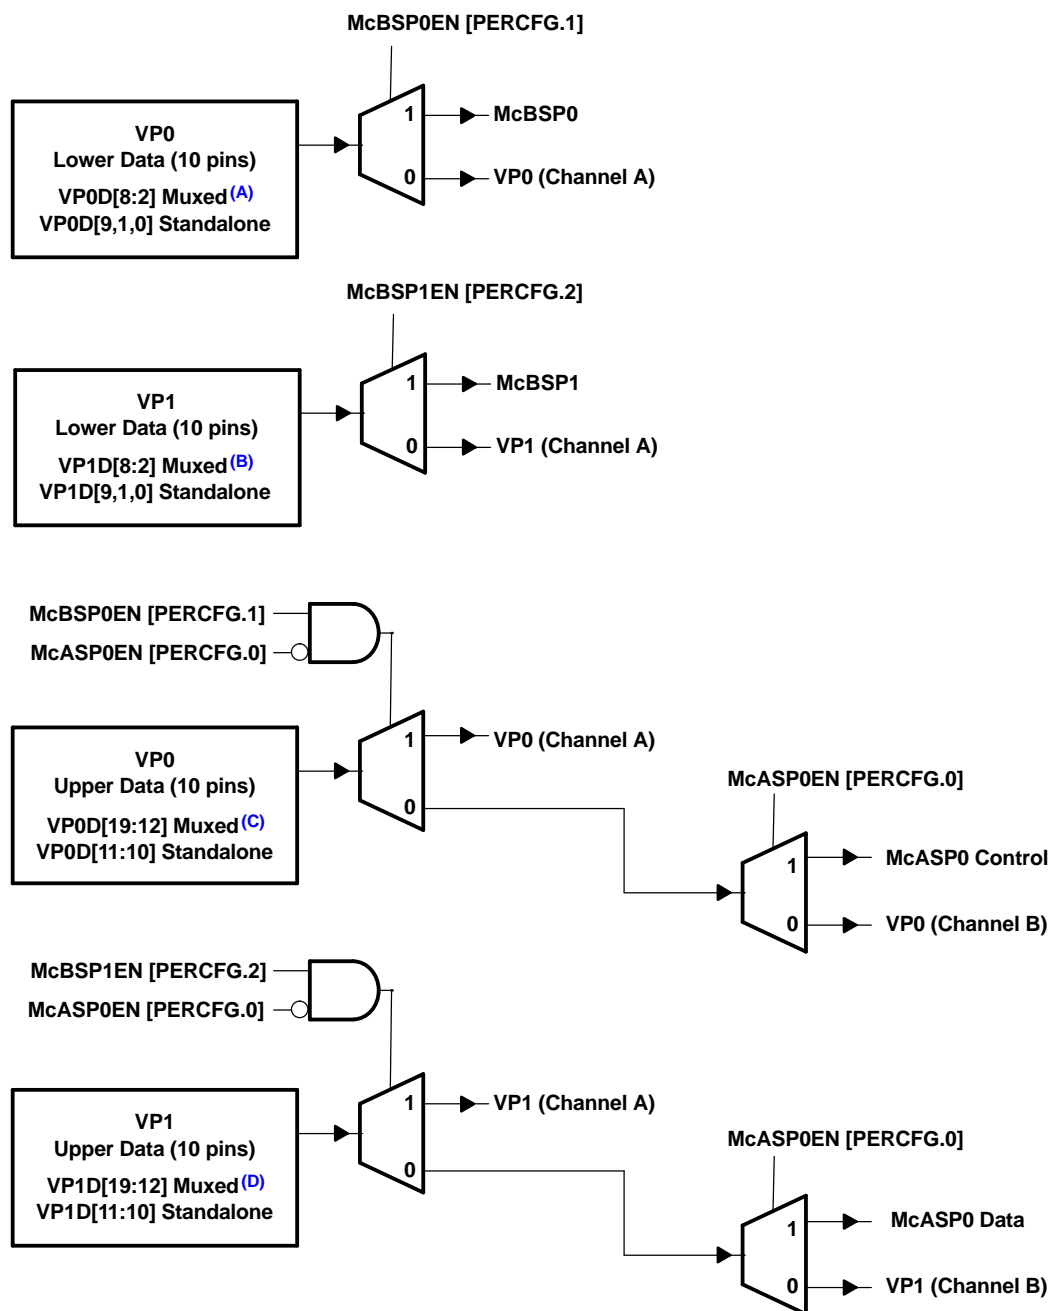 McBSP0EN [PERCFG.1]
VP0
Lower Data (10 pins)
VP0D[8:2] Muxed (A)
VP0D[9,1,0] Standalone
1
McBSP0
0
VP0 (Channel A)
McBSP1EN [PERCFG.2]
VP1
Lower Data (10 pins)
VP1D[8:2] Muxed (B)
VP1D[9,1,0] Standalone
1
McBSP1
0
VP1 (Channel A)
McBSP0EN [PERCFG.1]
McASP0EN [PERCFG.0]
VP0
Upper Data (10 pins)
VP0D[19:12] Muxed (C)
VP0D[11:10] Standalone
1
VP0 (Channel A)
0
McASP0EN [PERCFG.0]
1
McASP0 Control
0
VP0 (Channel B)
McBSP1EN [PERCFG.2]
McASP0EN [PERCFG.0]
VP1
Upper Data (10 pins)
VP1D[19:12] Muxed (D)
VP1D[11:10] Standalone
1
VP1 (Channel A)
0
McASP0EN [PERCFG.0]
1
McASP0 Data
0
VP1 (Channel B)